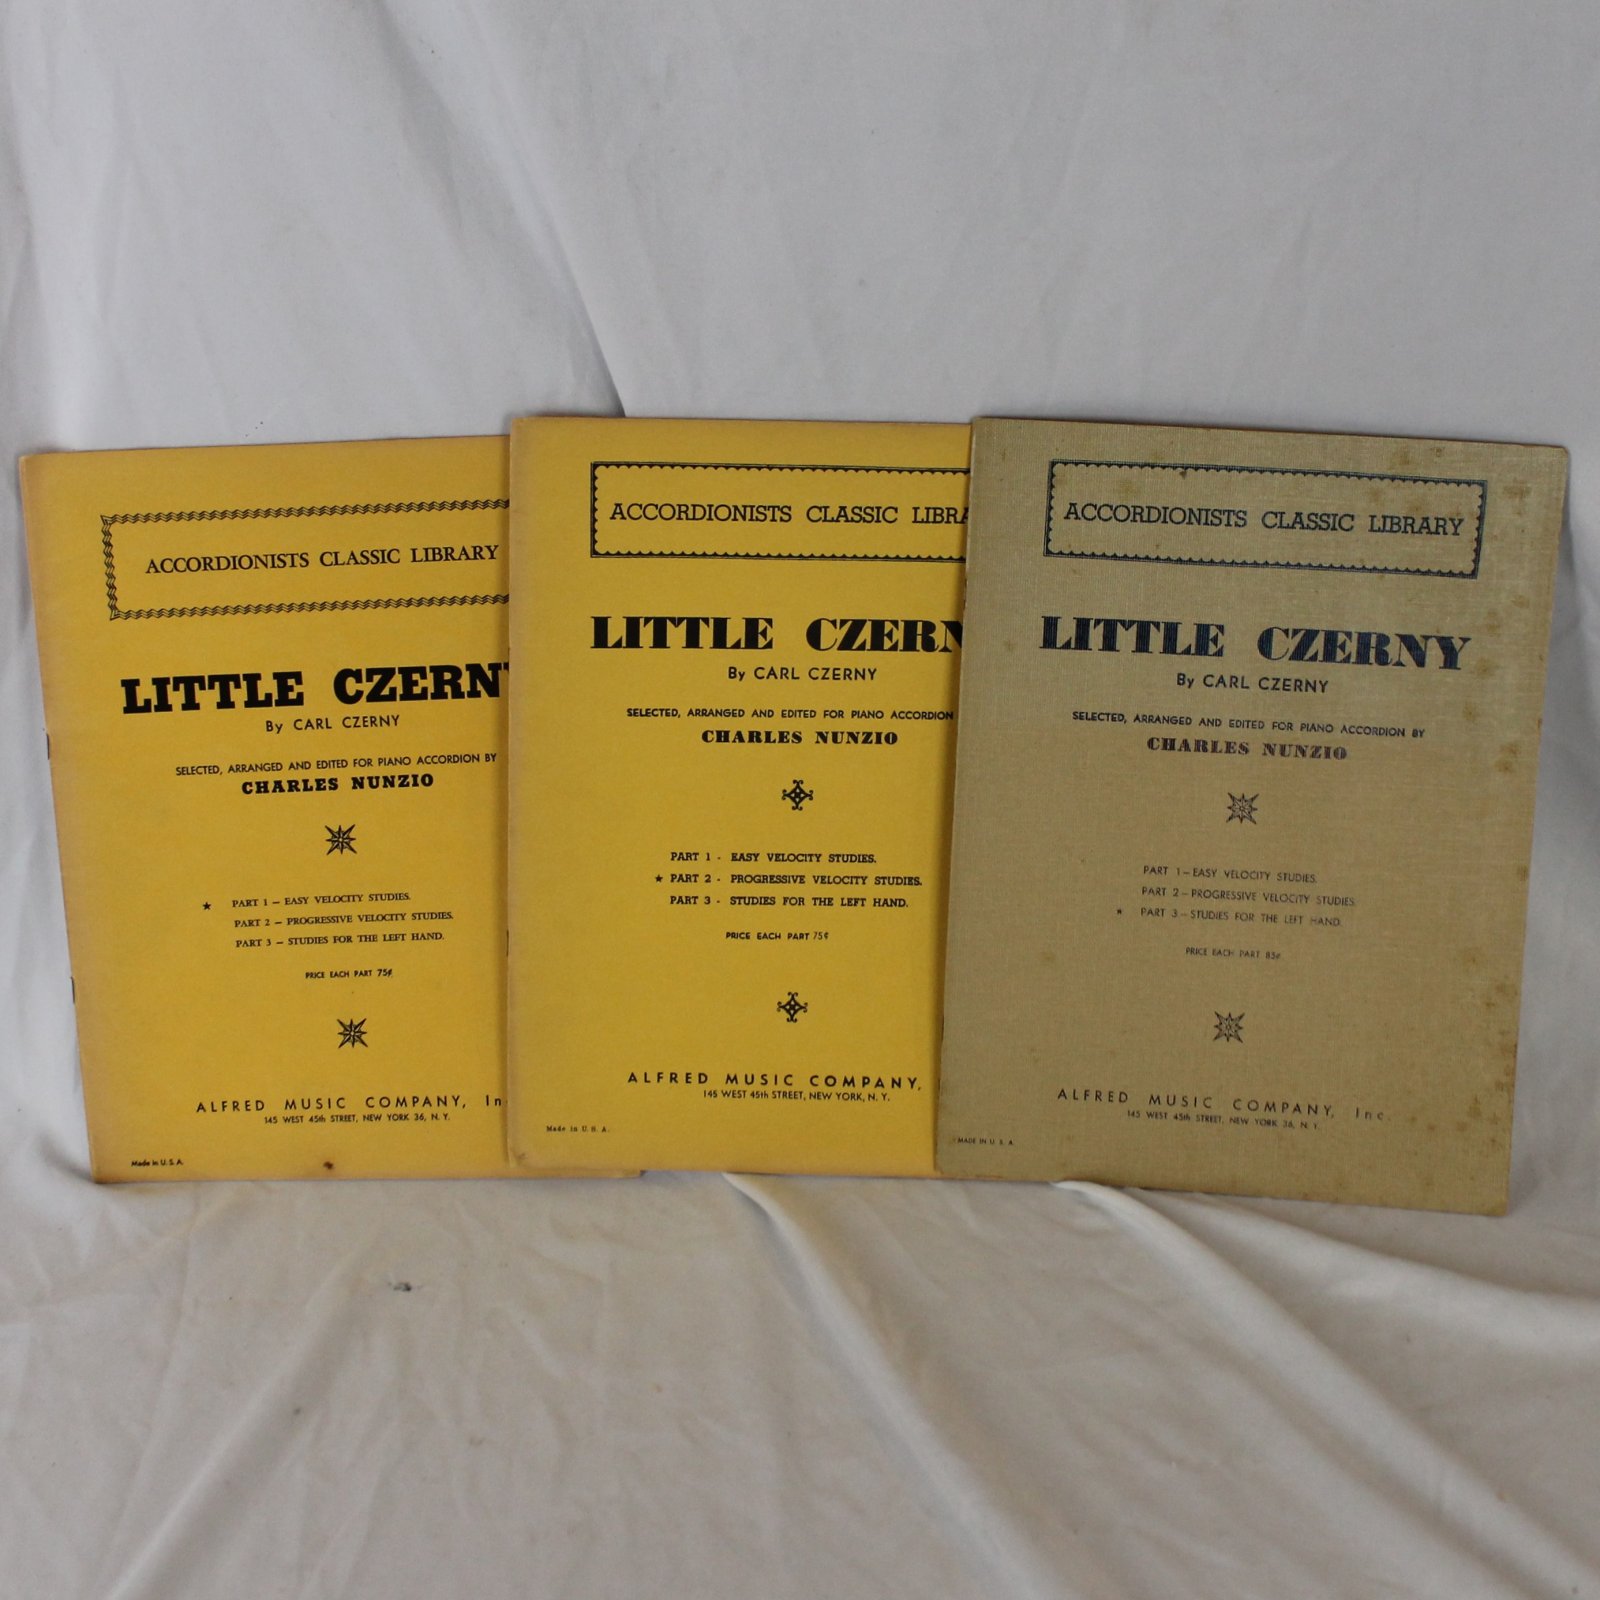 ACCORDIONISTS CLASSIC LIBRARY
LITTLE CZERNY
By CARL CZERNY
SELECTED, ARRANGED AND EDITED FOR PIANO ACCORDION BY
CHARLES NUNZIO
★ PART 1 – EASY VELOCITY STUDIES.
PART 2 – PROGRESSIVE VELOCITY STUDIES.
PART 3 – STUDIES FOR THE LEFT HAND.
PRICE EACH PART 75¢
ALFRED MUSIC COMPANY, In
145 WEST 45th STREET, NEW YORK 36, N. Y.
Made in U.S.A.
ACCORDIONISTS CLASSIC LIBRA
LITTLE CZERN
By CARL CZERNY
SELECTED, ARRANGED AND EDITED FOR PIANO ACCORDION
CHARLES NUNZIO
PART 1 - EASY VELOCITY STUDIES.
★ PART 2 - PROGRESSIVE VELOCITY STUDIES.
PART 3 - STUDIES FOR THE LEFT HAND.
PRICE EACH PART 75¢
ALFRED MUSIC COMPANY,
145 WEST 45th STREET, NEW YORK, N. Y.
Made in U. S. A.
ACCORDIONISTS CLASSIC LIBRARY
LITTLE CZERNY
By CARL CZERNY
SELECTED, ARRANGED AND EDITED FOR PIANO ACCORDION BY
CHARLES NUNZIO
PART 1 – EASY VELOCITY STUDIES.
PART 2 – PROGRESSIVE VELOCITY STUDIES.
★ PART 3 – STUDIES FOR THE LEFT HAND.
PRICE EACH PART 85¢
ALFRED MUSIC COMPANY, Inc.
145 WEST 45th STREET, NEW YORK 36, N. Y.
MADE IN U. S. A.